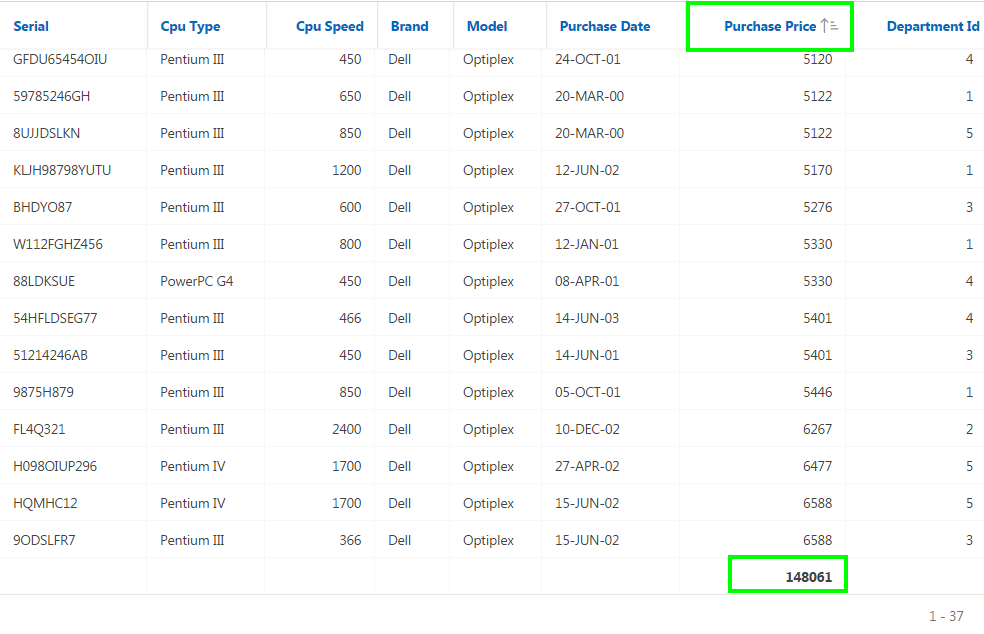 Serial Cpu Type Cpu Speed Brand Model Purchase Date Purchase Price Department Id
GFDU65454OIU Pentium III 450 Dell Optiplex 24-OCT-01 5120 4
59785246GH Pentium III 650 Dell Optiplex 20-MAR-00 5122 1
8UJJDSLKN Pentium III 850 Dell Optiplex 20-MAR-00 5122 5
KLJH98798YUTU Pentium III 1200 Dell Optiplex 12-JUN-02 5170 1
BHDYO87 Pentium III 600 Dell Optiplex 27-OCT-01 5276 3
W112FGHZ456 Pentium III 800 Dell Optiplex 12-JAN-01 5330 1
88LDKSUE PowerPC G4 450 Dell Optiplex 08-APR-01 5330 4
54HFLDSEG77 Pentium III 466 Dell Optiplex 14-JUN-03 5401 4
51214246AB Pentium III 450 Dell Optiplex 14-JUN-01 5401 3
9875H879 Pentium III 850 Dell Optiplex 05-OCT-01 5446 1
FL4Q321 Pentium III 2400 Dell Optiplex 10-DEC-02 6267 2
H098OIUP296 Pentium IV 1700 Dell Optiplex 27-APR-02 6477 5
HQMHC12 Pentium IV 1700 Dell Optiplex 15-JUN-02 6588 5
9ODSLFR7 Pentium III 366 Dell Optiplex 15-JUN-02 6588 3
148061
1 - 37